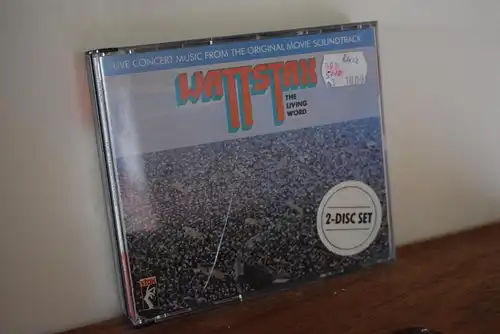 LIVE CONCERT MUSIC FROM THE ORIGINAL MOVIE SOUNDTRACK
WATTSTAX
THE
LIVING
WORD
2-DISC SET